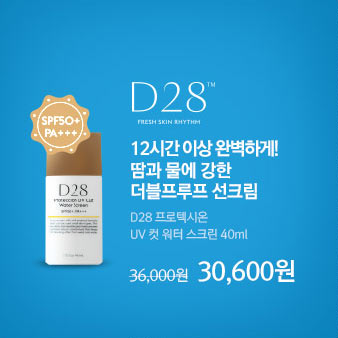 SPF50+
PA+++
D28™
FRESH SKIN RHYTHM
12시간 이상 완벽하게!
땀과 물에 강한
더블프루프 선크림
D28 프로텍시온
UV 컷 워터 스크린 40ml
36,000원 30,600원
D28
Protection UV Cut
Water Screen
SPF50+/PA+++